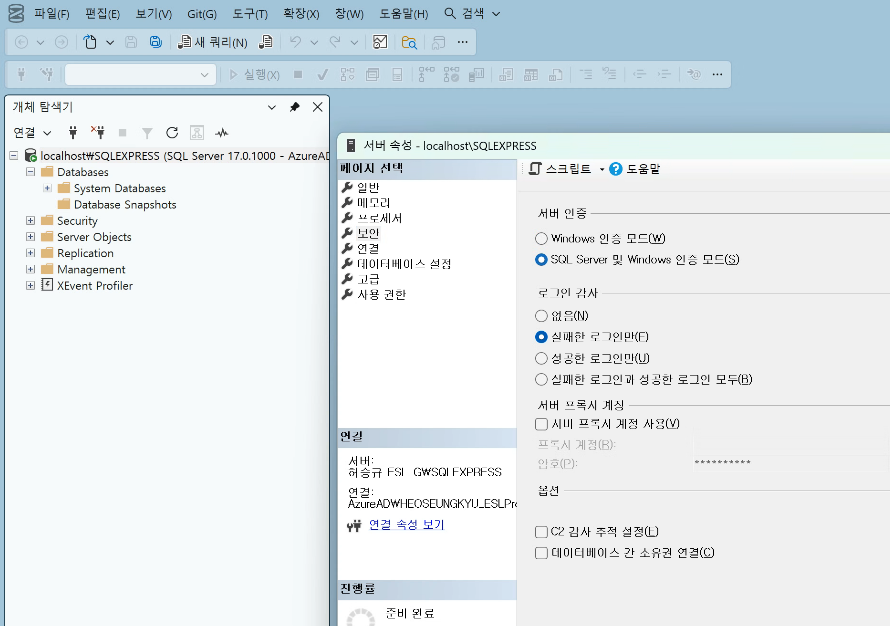 파일(F) 편집(E) 보기(V) Git(G) 도구(T) 확장(X) 창(W) 도움말(H) 검색
새 쿼리(N)
실행(X)
개체 탐색기
연결
localhost\SQLEXPRESS (SQL Server 17.0.1000 - AzureAD
Databases
System Databases
Database Snapshots
Security
Server Objects
Replication
Management
XEvent Profiler
서버 속성 - localhost\SQLEXPRESS
페이지 선택
일반
메모리
프로세서
보안
연결
데이터베이스 설정
고급
사용 권한
연결
서버:
허승규_ESL_G₩SQLEXPRESS
연결:
AzureAD₩HEOSEUNGKYU_ESLPro
연결 속성 보기
진행률
준비 완료
스크립트 도움말
서버 인증
Windows 인증 모드(W)
SQL Server 및 Windows 인증 모드(S)
로그인 감사
없음(N)
실패한 로그인만(F)
성공한 로그인만(U)
실패한 로그인과 성공한 로그인 모두(B)
서버 프록시 계정
서버 프록시 계정 사용(V)
프록시 계정(R):
암호(P): **********
옵션
C2 감사 추적 설정(E)
데이터베이스 간 소유권 연결(C)